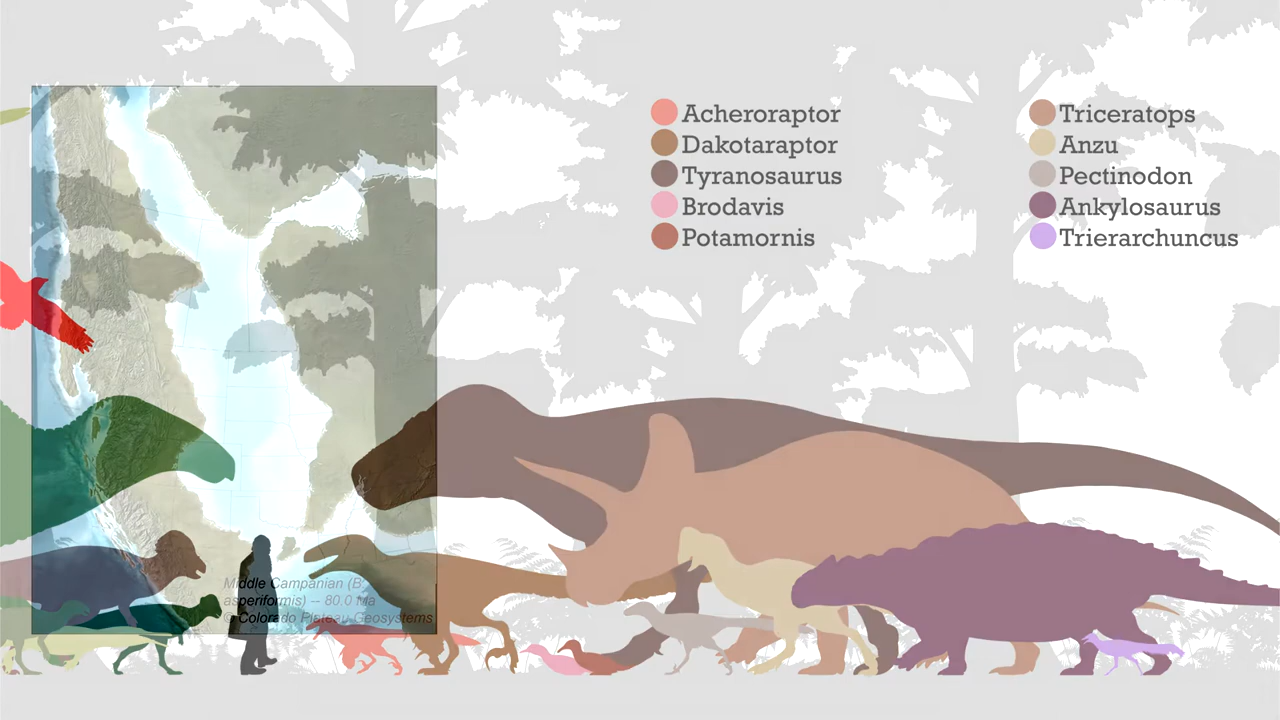 Acheroraptor
Dakotaraptor
Tyranosaurus
Brodavis
Potamornis
Triceratops
Anzu
Pectinodon
Ankylosaurus
Trierarchuncus
Middle Campanian (B.
asperiformis) – 80.0 Ma
© Colorado Plateau Geosystems